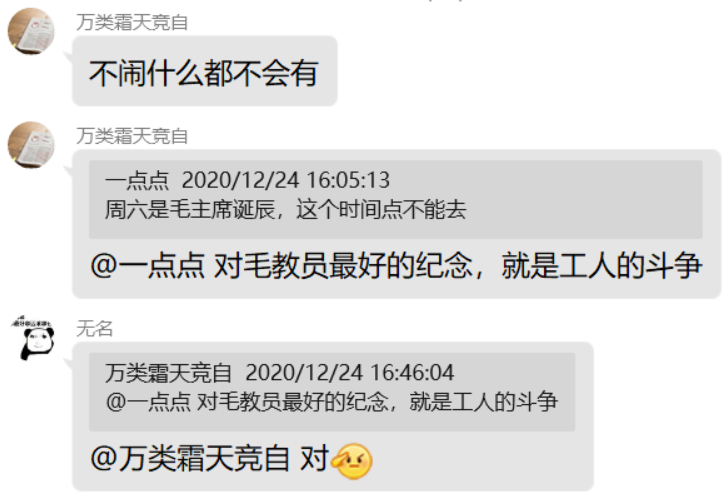 万类霜天竞自
不闹什么都不会有
万类霜天竞自
一点点 2020/12/24 16:05:13
周六是毛主席诞辰，这个时间点不能去
@一点点 对毛教员最好的纪念，就是工人的斗争
无名
万类霜天竞自 2020/12/24 16:46:04
@一点点 对毛教员最好的纪念，就是工人的斗争
@万类霜天竞自 对